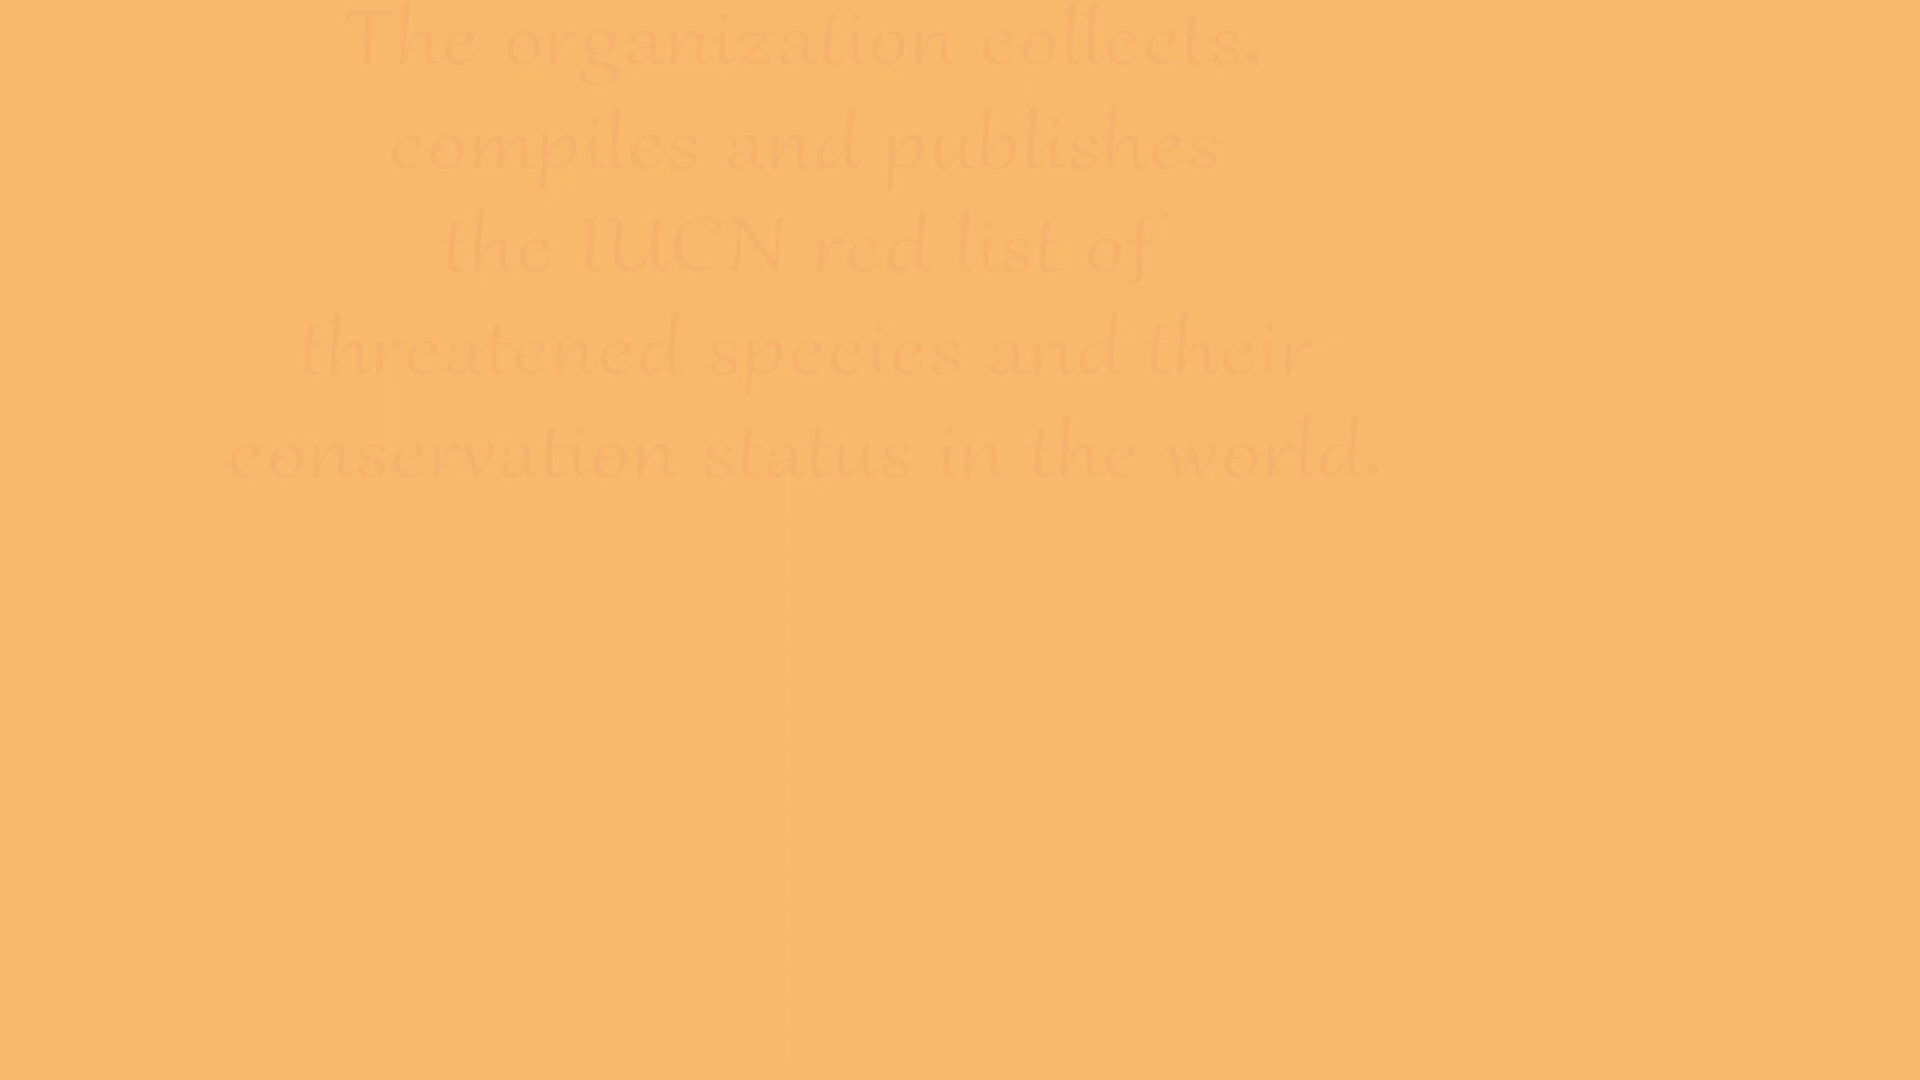 The organization collects.
compiles and publishes
the IUCN red list of
threatened species and their
conservation status in the world.